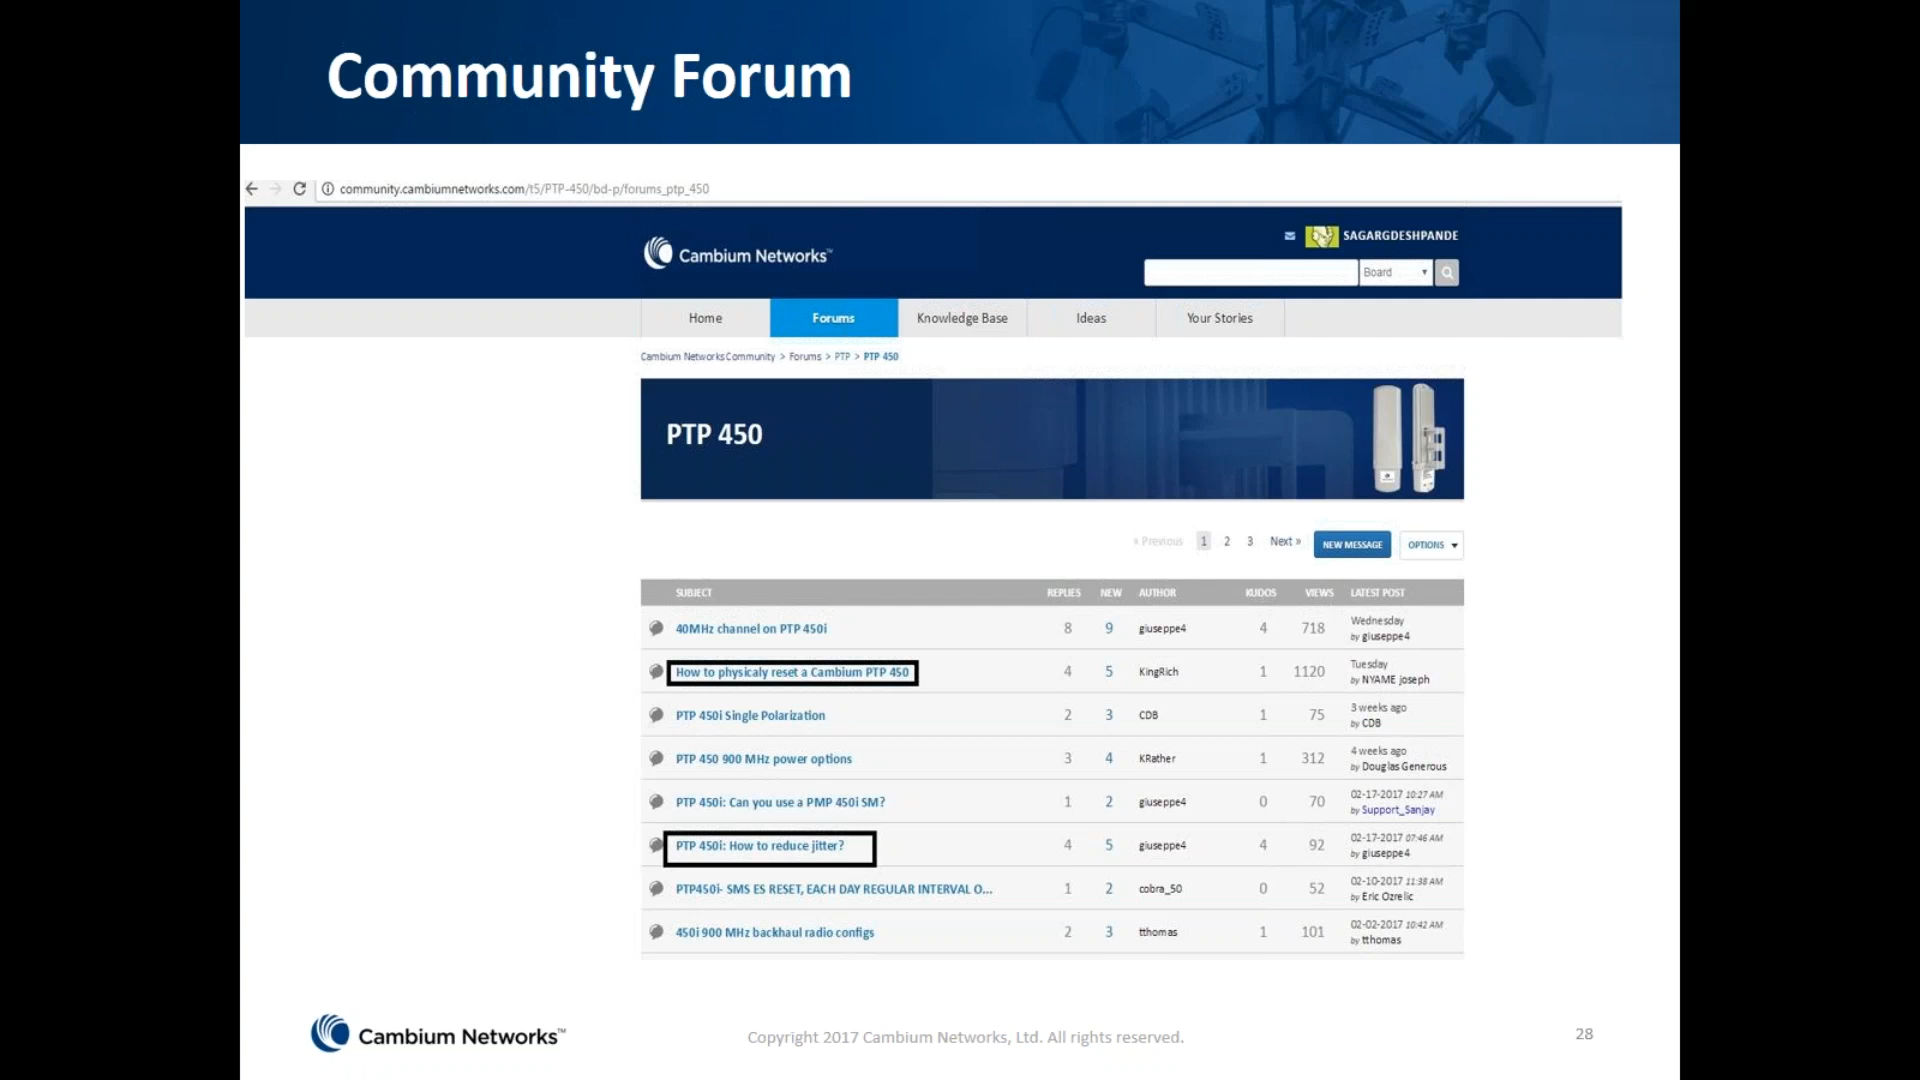 Community Forum
community.cambiumnetworks.com/t5/PTP-450/bd-p/forums_ptp_450
SAGARGDESHPANDE
Cambium Networks™
Board
Home Forums Knowledge Base Ideas Your Stories
Cambium Networks Community > Forums > PTP > PTP 450
PTP 450
« Previous 1 2 3 Next » NEW MESSAGE OPTIONS
SUBJECT REPLIES NEW AUTHOR KUDOS VIEWS LATEST POST
40MHz channel on PTP 450i 8 9 giuseppe4 4 718 Wednesday
by giuseppe4
How to physicaly reset a Cambium PTP 450 4 5 KingRich 1 1120 Tuesday
by NYAME joseph
PTP 450i Single Polarization 2 3 CDB 1 75 3 weeks ago
by CDB
PTP 450 900 MHz power options 3 4 KRather 1 312 4 weeks ago
by Douglas Generous
PTP 450i: Can you use a PMP 450i SM? 1 2 giuseppe4 0 70 02-17-2017 10:27 AM
by Support_Sanjay
PTP 450i: How to reduce jitter? 4 5 giuseppe4 4 92 02-17-2017 07:46 AM
by giuseppe4
PTP450i- SMS ES RESET, EACH DAY REGULAR INTERVAL O... 1 2 cobra_50 0 52 02-10-2017 11:38 AM
by Eric Ozrelic
450i 900 MHz backhaul radio configs 2 3 tthomas 1 101 02-02-2017 10:42 AM
by tthomas
Cambium Networks™
Copyright 2017 Cambium Networks, Ltd. All rights reserved.
28